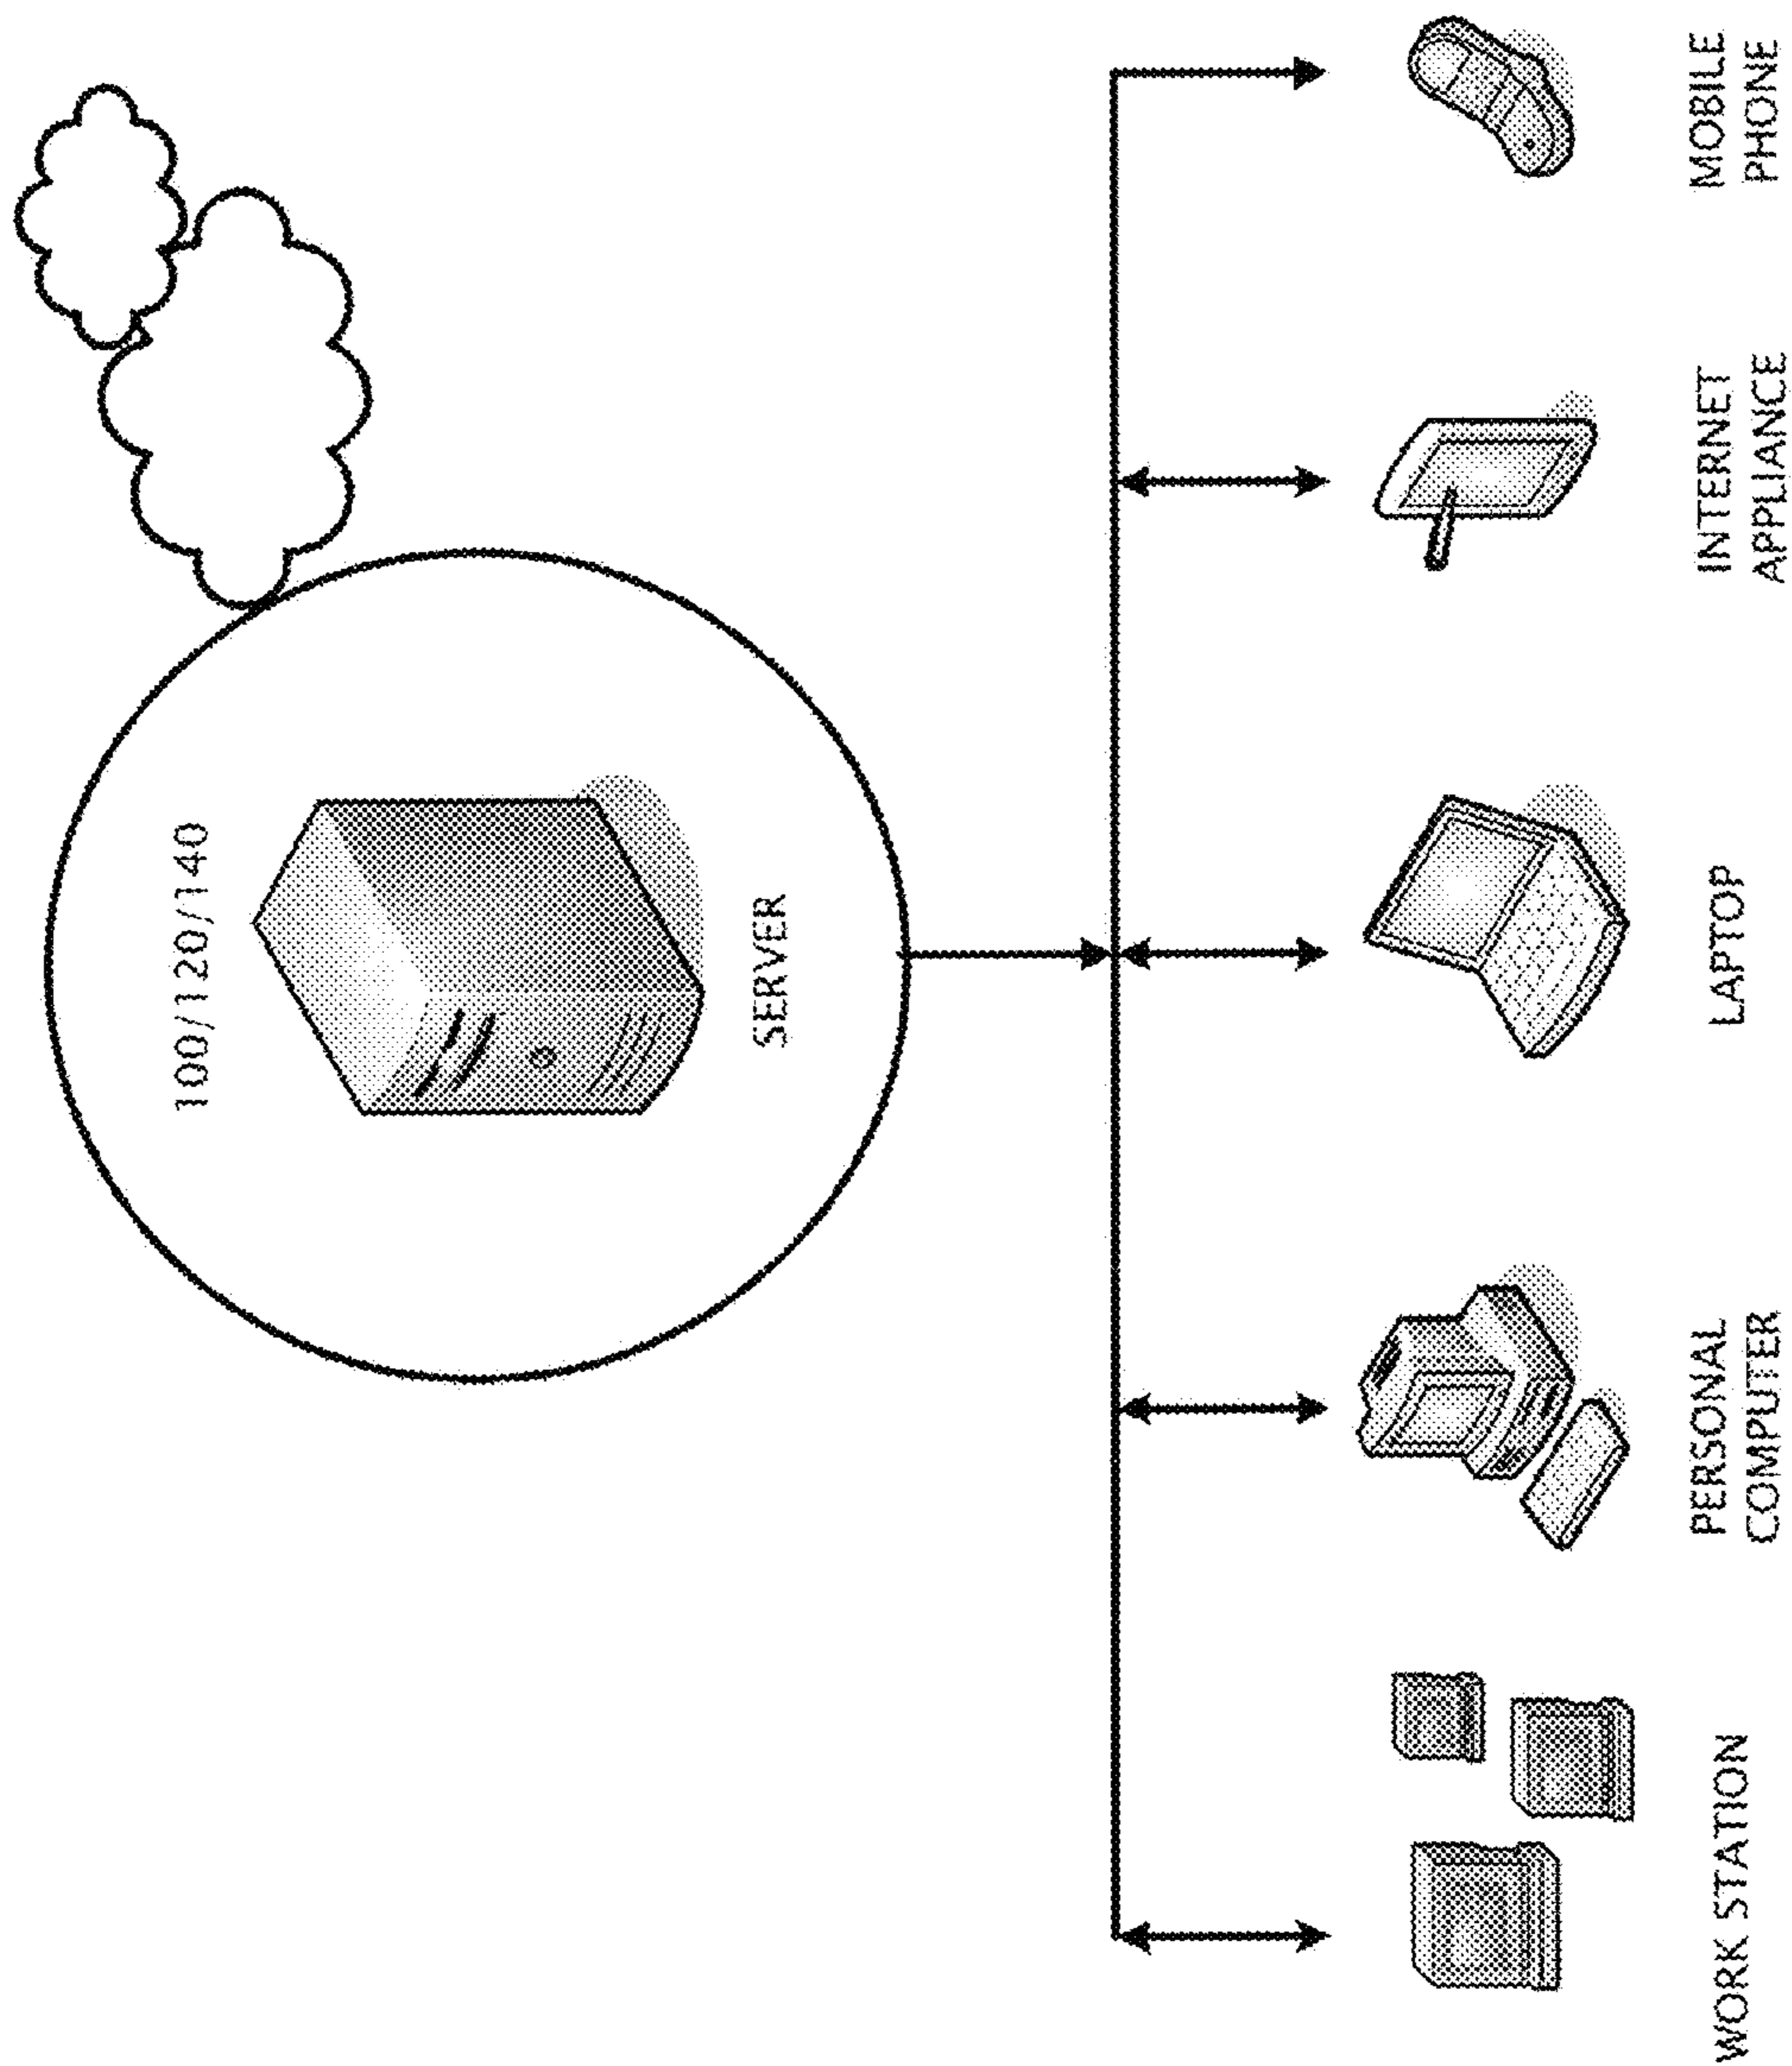 100/120/140
SERVER
WORK STATION
PERSONAL
COMPUTER
LAPTOP
INTERNET
APPLIANCE
MOBILE
PHONE